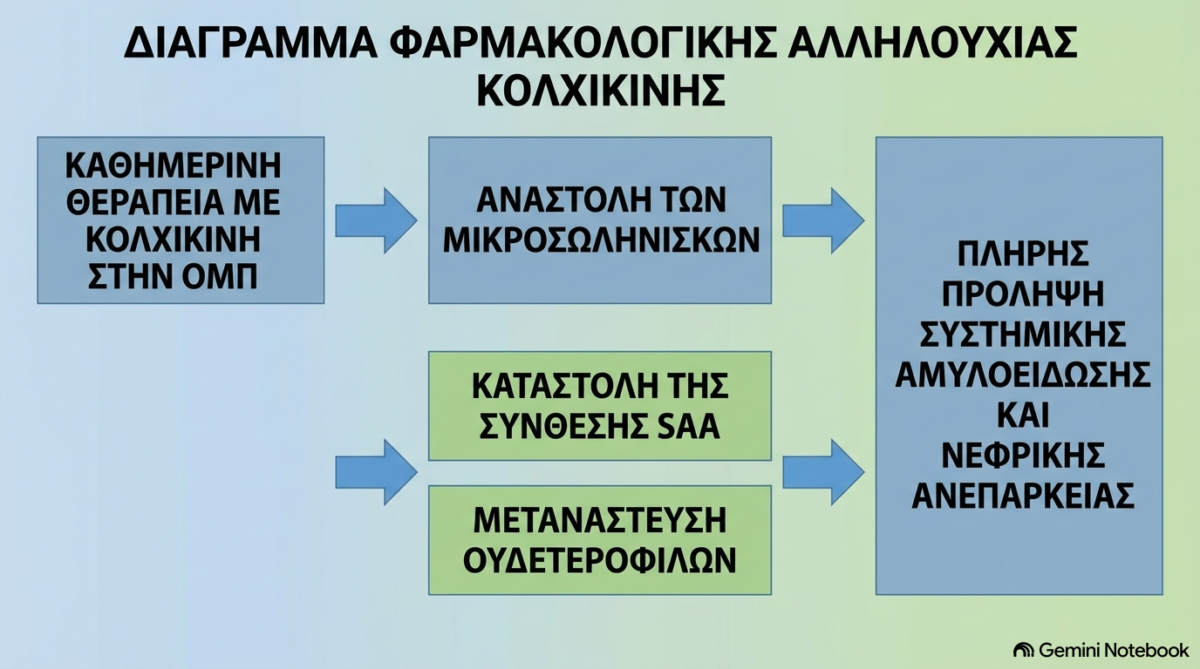 ΔΙΑΓΡΑΜΜΑ ΦΑΡΜΑΚΟΛΟΓΙΚΗΣ ΑΛΛΗΛΟΥΧΙΑΣ
ΚΟΛΧΙΚΙΝΗΣ
ΚΑΘΗΜΕΡΙΝΗ
ΘΕΡΑΠΕΙΑ ΜΕ
ΚΟΛΧΙΚΙΝΗ
ΣΤΗΝ ΟΜΠ
ΑΝΑΣΤΟΛΗ ΤΩΝ
ΜΙΚΡΟΣΩΛΗΝΙΣΚΩΝ
ΚΑΤΑΣΤΟΛΗ ΤΗΣ
ΣΥΝΘΕΣΗΣ SAA
ΜΕΤΑΝΑΣΤΕΥΣΗ
ΟΥΔΕΤΕΡΟΦΙΛΩΝ
ΠΛΗΡΗΣ
ΠΡΟΛΗΨΗ
ΣΥΣΤΗΜΙΚΗΣ
ΑΜΥΛΟΕΙΔΩΣΗΣ
ΚΑΙ
ΝΕΦΡΙΚΗΣ
ΑΝΕΠΑΡΚΕΙΑΣ
Gemini Notebook